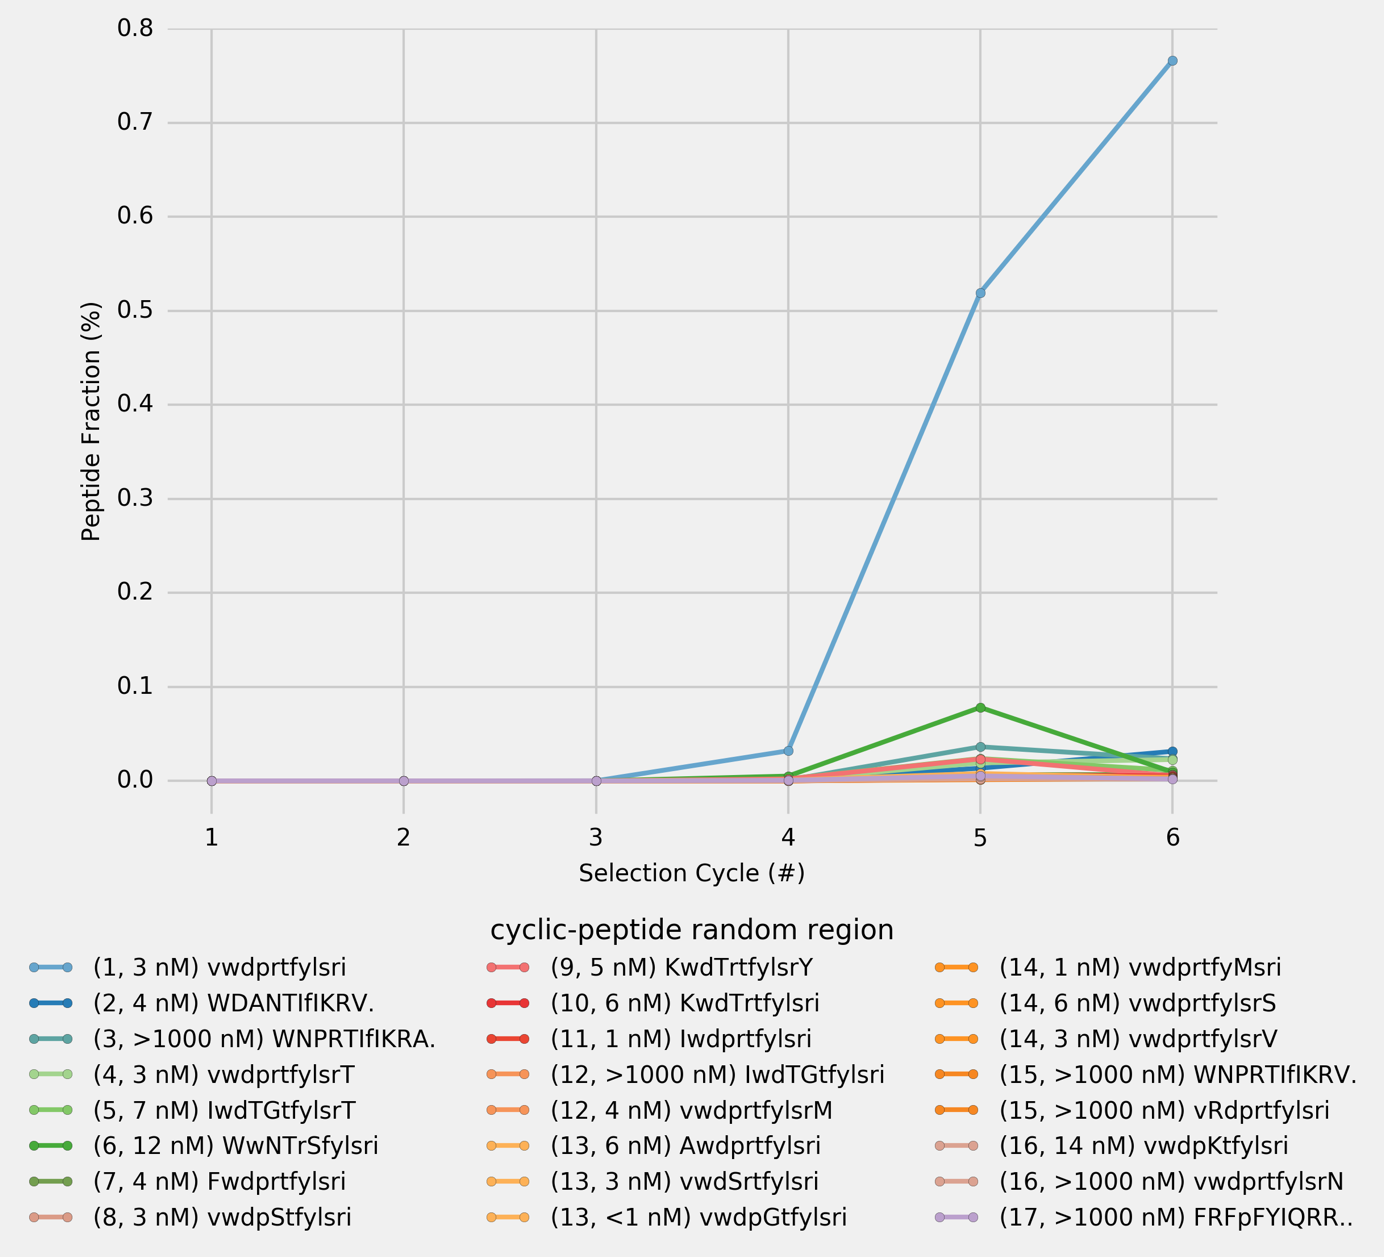 0.8
0.7
0.6
0.5
0.4
0.3
0.2
0.1
0.0
Peptide Fraction (%)
1 2 3 4 5 6
Selection Cycle (#)
cyclic-peptide random region
(1, 3 nM) vwdprtfylsri
(2, 4 nM) WDANTIfIKRV.
(3, >1000 nM) WNPRTIfIKRA.
(4, 3 nM) vwdprtfylsrT
(5, 7 nM) IwdTGtfylsrT
(6, 12 nM) WwNTrSfylsri
(7, 4 nM) Fwdprtfylsri
(8, 3 nM) vwdpStfylsri
(9, 5 nM) KwdTrtfylsrY
(10, 6 nM) KwdTrtfylsri
(11, 1 nM) Iwdprtfylsri
(12, >1000 nM) IwdTGtfylsri
(12, 4 nM) vwdprtfylsrM
(13, 6 nM) Awdprtfylsri
(13, 3 nM) vwdSrtfylsri
(13, <1 nM) vwdpGtfylsri
(14, 1 nM) vwdprtfyMsri
(14, 6 nM) vwdprtfylsrS
(14, 3 nM) vwdprtfylsrV
(15, >1000 nM) WNPRTIfIKRV.
(15, >1000 nM) vRdprtfylsri
(16, 14 nM) vwdpKtfylsri
(16, >1000 nM) vwdprtfylsrN
(17, >1000 nM) FRFpFYIQRR..